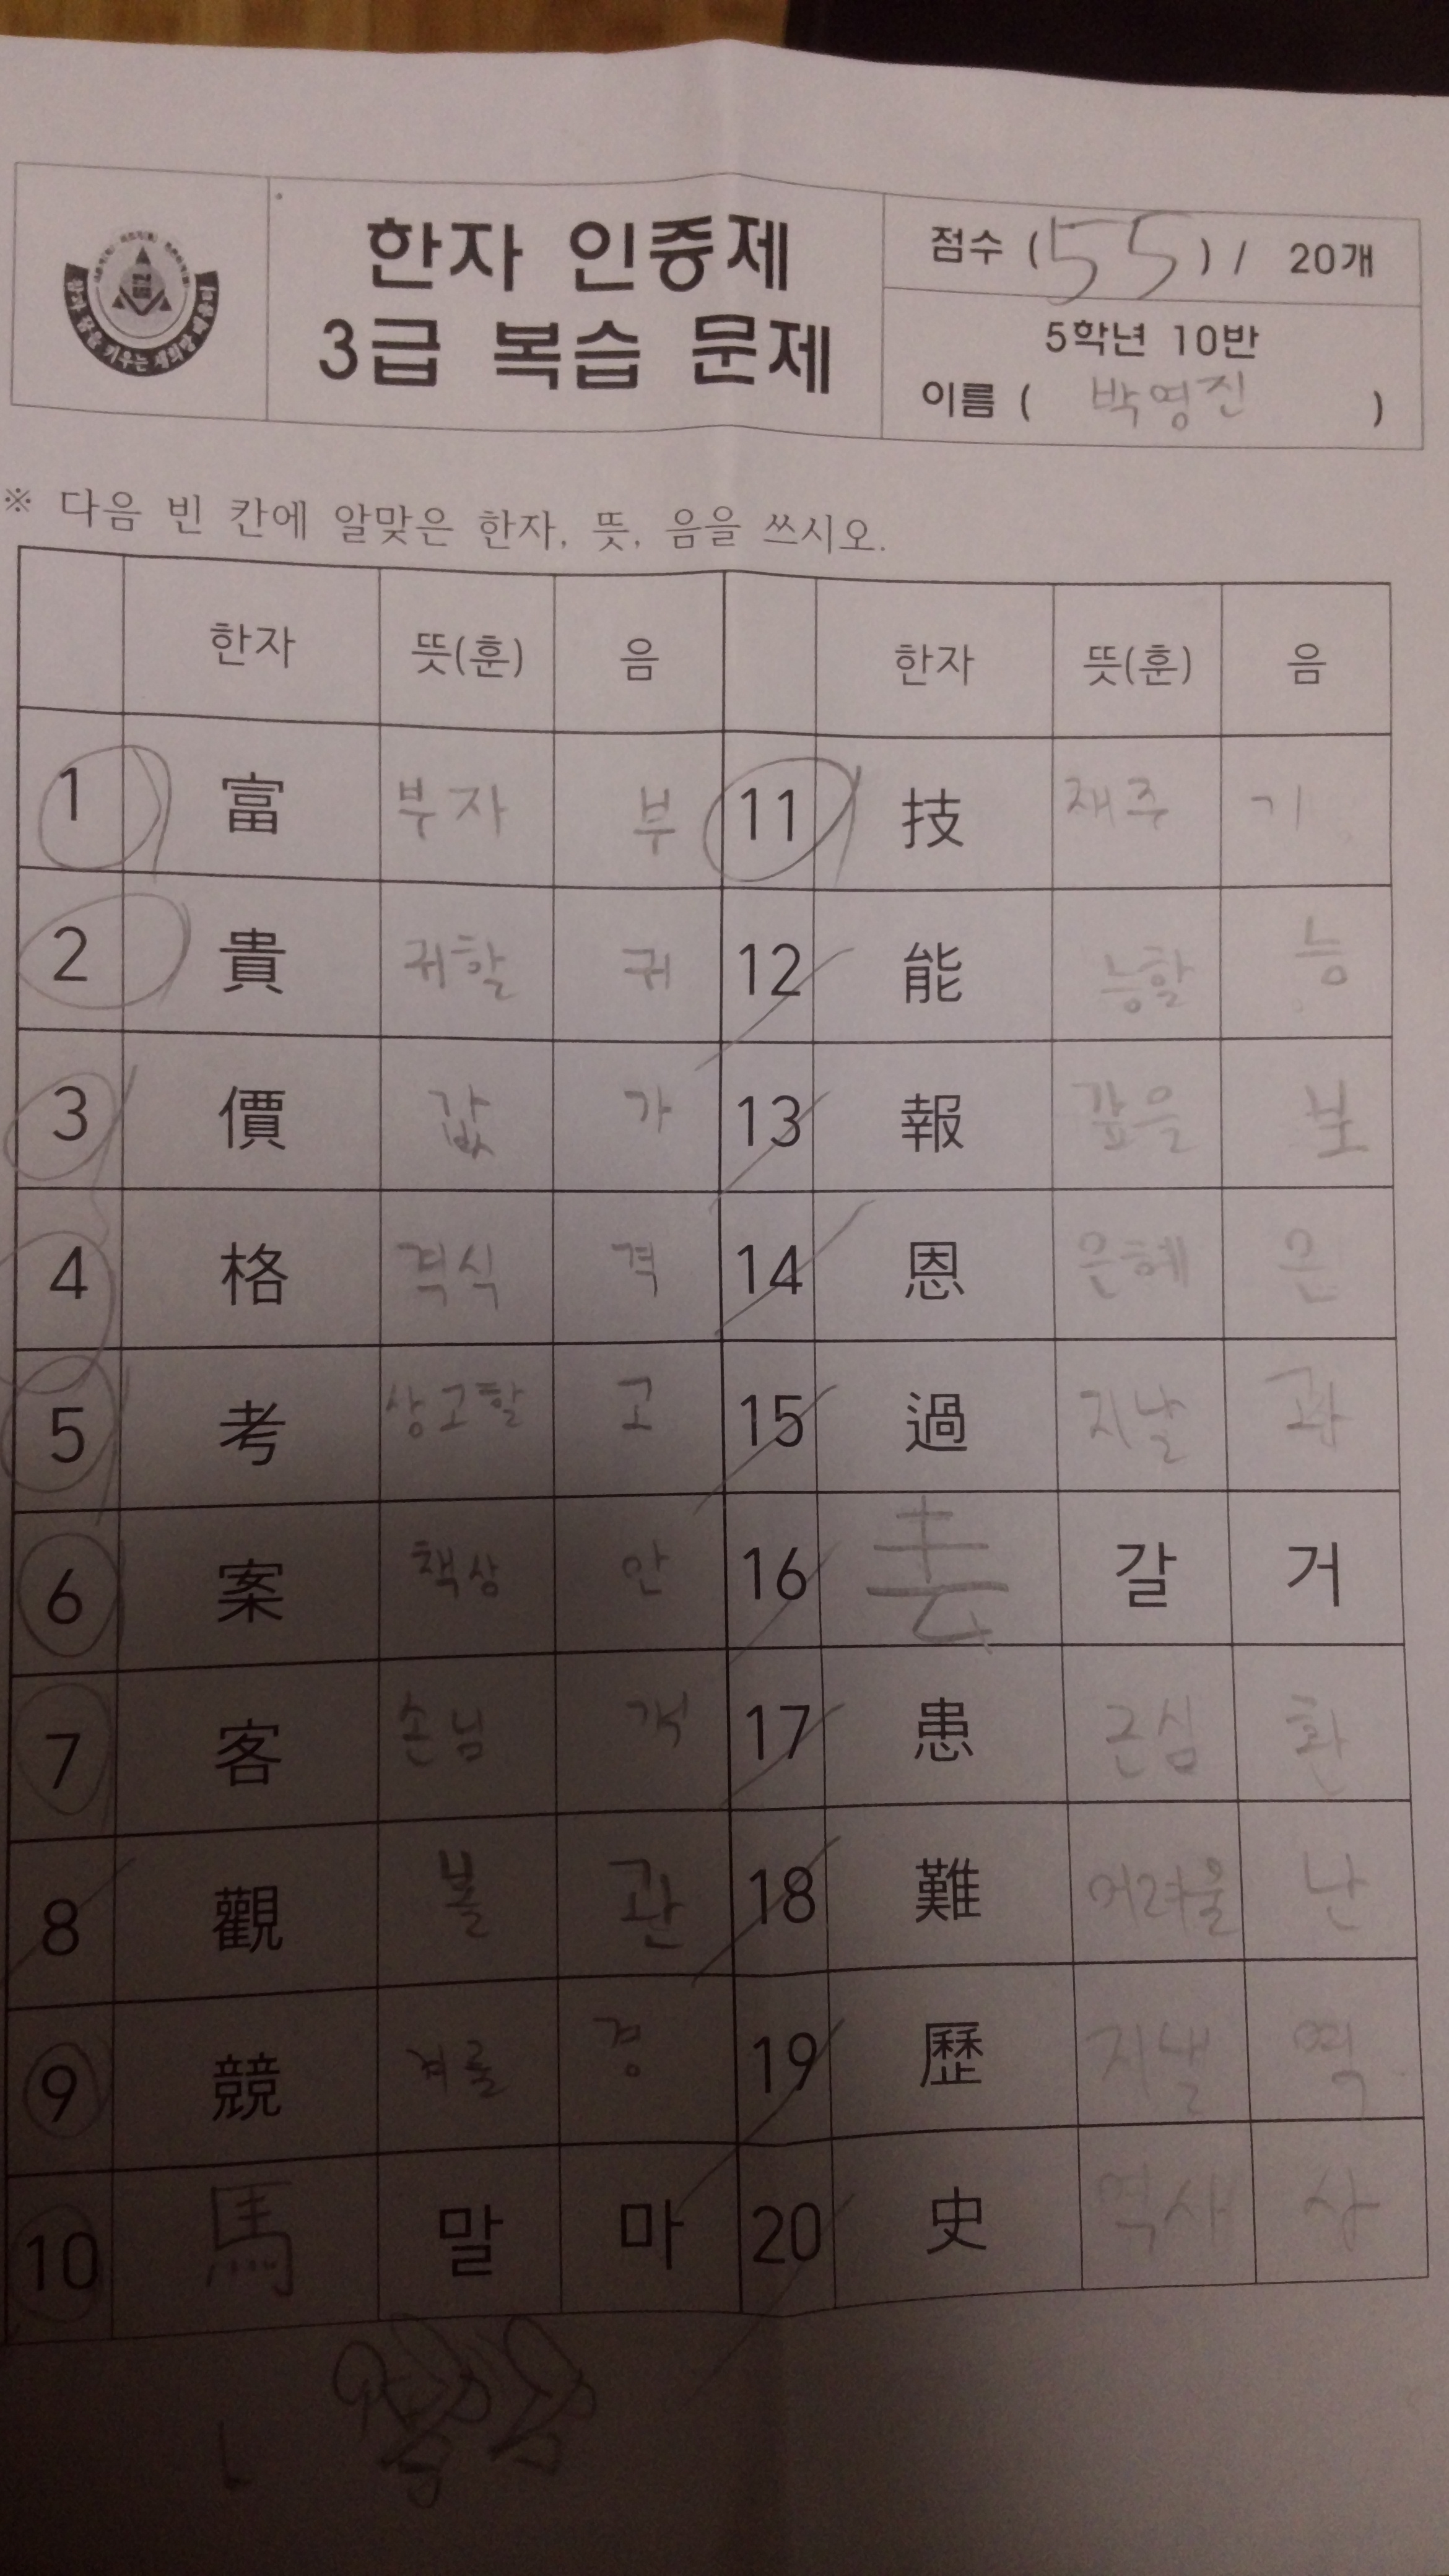 한자 인증제
3급 복습 문제
점수 (55) / 20개
5학년 10반
이름 ( 박영진 )
※ 다음 빈 칸에 알맞은 한자, 뜻, 음을 쓰시오.
한자 뜻(훈) 음 한자 뜻(훈) 음
1 富 부자 부 11 技 재주 기
2 貴 귀할 귀 12 能 능할 능
3 價 값 가 13 報 갚을 보
4 格 격식 격 14 恩 은혜 은
5 考 상고할 고 15 過 지날 과
6 案 책상 안 16 去 갈 거
7 客 손님 객 17 患 근심 환
8 觀 볼 관 18 難 어려울 난
9 競 겨룰 경 19 歷 지낼 력
10 馬 말 마 20 史 역사 사